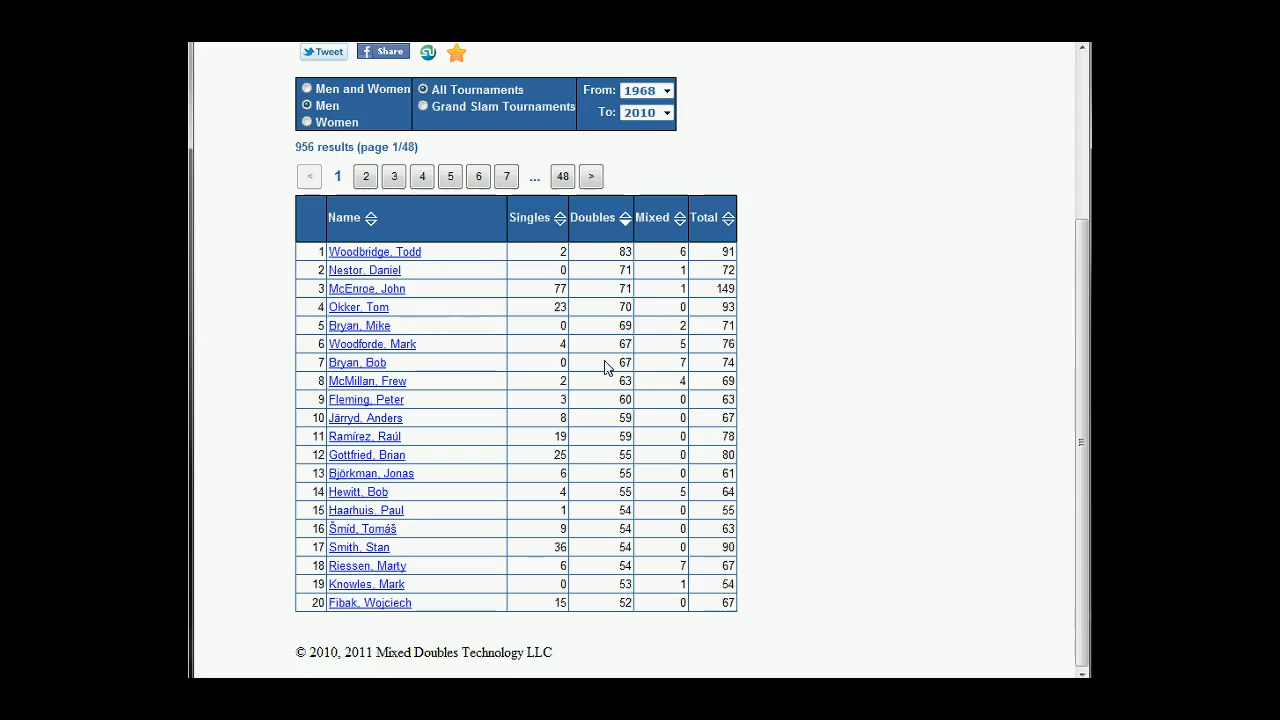 Tweet Share
Men and Women All Tournaments From: 1968
Men Grand Slam Tournaments To: 2010
Women
956 results (page 1/48)
< 1 2 3 4 5 6 7 ... 48 >
Name Singles Doubles Mixed Total
1 Woodbridge, Todd 2 83 6 91
2 Nestor, Daniel 0 71 1 72
3 McEnroe, John 77 71 1 149
4 Okker, Tom 23 70 0 93
5 Bryan, Mike 0 69 2 71
6 Woodforde, Mark 4 67 5 76
7 Bryan, Bob 0 67 7 74
8 McMillan, Frew 2 63 4 69
9 Fleming, Peter 3 60 0 63
10 Järryd, Anders 8 59 0 67
11 Ramírez, Raúl 19 59 0 78
12 Gottfried, Brian 25 55 0 80
13 Björkman, Jonas 6 55 0 61
14 Hewitt, Bob 4 55 5 64
15 Haarhuis, Paul 1 54 0 55
16 Šmíd, Tomáš 9 54 0 63
17 Smith, Stan 36 54 0 90
18 Riessen, Marty 6 54 7 67
19 Knowles, Mark 0 53 1 54
20 Fibak, Wojciech 15 52 0 67
© 2010, 2011 Mixed Doubles Technology LLC